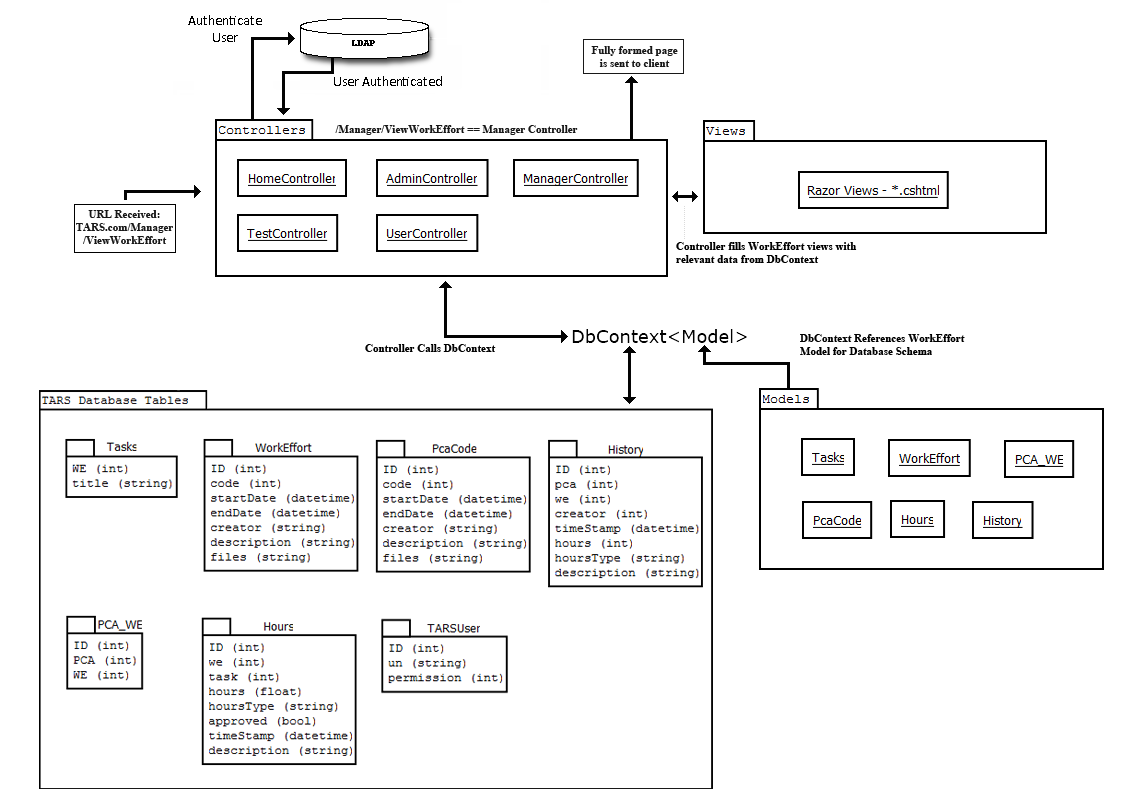 Authenticate
User
LDAP
User Authenticated
Fully formed page
is sent to client
Controllers
/Manager/ViewWorkEffort == Manager Controller
HomeController
AdminController
ManagerController
TestController
UserController
Views
Razor Views - *.cshtml
URL Received:
TARS.com/Manager
/ViewWorkEffort
Controller fills WorkEffort views with
relevant data from DbContext
Controller Calls DbContext
DbContext<Model>
DbContext References WorkEffort
Model for Database Schema
TARS Database Tables
Tasks
WE (int)
title (string)
WorkEffort
ID (int)
code (int)
startDate (datetime)
endDate (datetime)
creator (string)
description (string)
files (string)
PcaCode
ID (int)
code (int)
startDate (datetime)
endDate (datetime)
creator (string)
description (string)
files (string)
History
ID (int)
pca (int)
we (int)
creator (int)
timeStamp (datetime)
hours (int)
hoursType (string)
description (string)
PCA_WE
ID (int)
PCA (int)
WE (int)
Hours
ID (int)
we (int)
task (int)
hours (float)
hoursType (string)
approved (bool)
timeStamp (datetime)
description (string)
TARSUser
ID (int)
un (string)
permission (int)
Models
Tasks
WorkEffort
PCA_WE
PcaCode
Hours
History